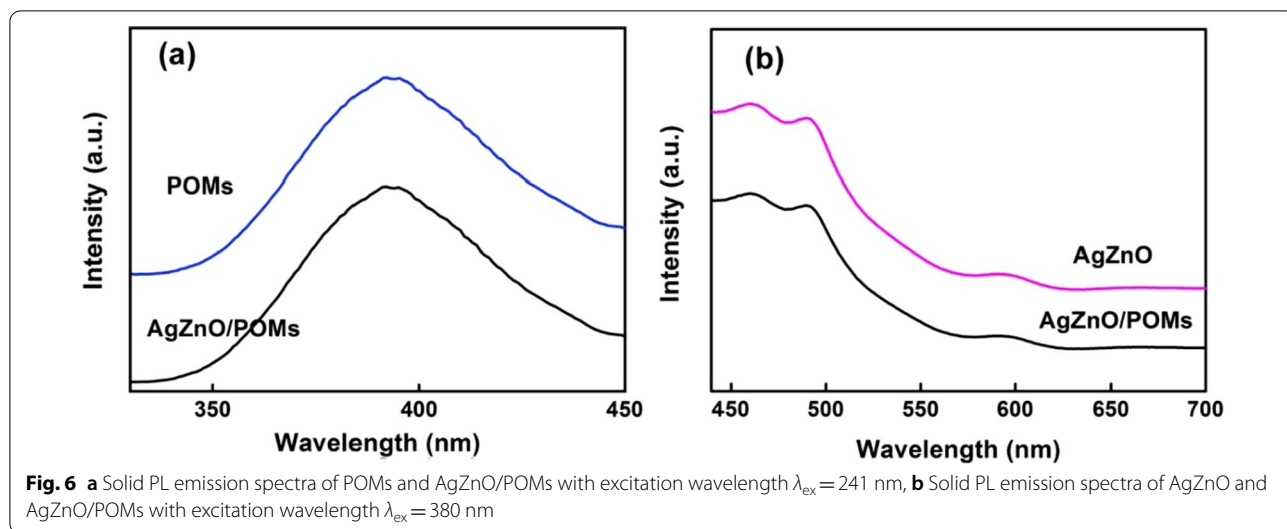 (a)
Intensity (a.u.)
POMs
AgZnO/POMs
350 400 450
Wavelength (nm)
(b)
Intensity (a.u.)
AgZnO
AgZnO/POMs
450 500 550 600 650 700
Wavelength (nm)
Fig. 6 a Solid PL emission spectra of POMs and AgZnO/POMs with excitation wavelength λex = 241 nm, b Solid PL emission spectra of AgZnO and
AgZnO/POMs with excitation wavelength λex = 380 nm